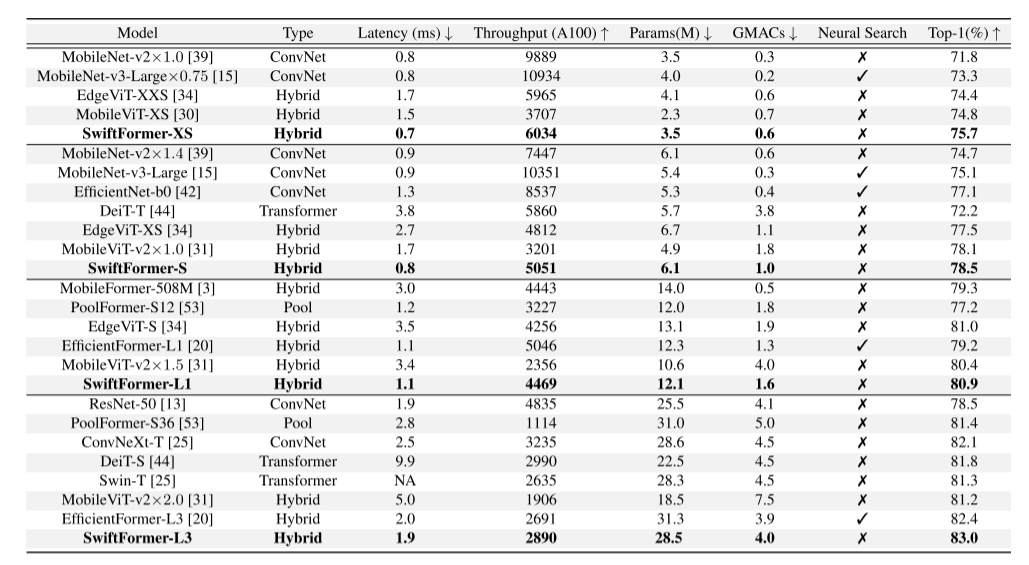 Model Type Latency (ms) ↓ Throughput (A100) ↑ Params(M) ↓ GMACs ↓ Neural Search Top-1(%) ↑
MobileNet-v2×1.0 [39] ConvNet 0.8 9889 3.5 0.3 ✗ 71.8
MobileNet-v3-Large×0.75 [15] ConvNet 0.8 10934 4.0 0.2 ✓ 73.3
EdgeViT-XXS [34] Hybrid 1.7 5965 4.1 0.6 ✗ 74.4
MobileViT-XS [30] Hybrid 1.5 3707 2.3 0.7 ✗ 74.8
SwiftFormer-XS Hybrid 0.7 6034 3.5 0.6 ✗ 75.7
MobileNet-v2×1.4 [39] ConvNet 0.9 7447 6.1 0.6 ✗ 74.7
MobileNet-v3-Large [15] ConvNet 0.9 10351 5.4 0.3 ✓ 75.1
EfficientNet-b0 [42] ConvNet 1.3 8537 5.3 0.4 ✓ 77.1
DeiT-T [44] Transformer 3.8 5860 5.7 3.8 ✗ 72.2
EdgeViT-XS [34] Hybrid 2.7 4812 6.7 1.1 ✗ 77.5
MobileViT-v2×1.0 [31] Hybrid 1.7 3201 4.9 1.8 ✗ 78.1
SwiftFormer-S Hybrid 0.8 5051 6.1 1.0 ✗ 78.5
MobileFormer-508M [3] Hybrid 3.0 4443 14.0 0.5 ✗ 79.3
PoolFormer-S12 [53] Pool 1.2 3227 12.0 1.8 ✗ 77.2
EdgeViT-S [34] Hybrid 3.5 4256 13.1 1.9 ✗ 81.0
EfficientFormer-L1 [20] Hybrid 1.1 5046 12.3 1.3 ✓ 79.2
MobileViT-v2×1.5 [31] Hybrid 3.4 2356 10.6 4.0 ✗ 80.4
SwiftFormer-L1 Hybrid 1.1 4469 12.1 1.6 ✗ 80.9
ResNet-50 [13] ConvNet 1.9 4835 25.5 4.1 ✗ 78.5
PoolFormer-S36 [53] Pool 2.8 1114 31.0 5.0 ✗ 81.4
ConvNeXt-T [25] ConvNet 2.5 3235 28.6 4.5 ✗ 82.1
DeiT-S [44] Transformer 9.9 2990 22.5 4.5 ✗ 81.8
Swin-T [25] Transformer NA 2635 28.3 4.5 ✗ 81.3
MobileViT-v2×2.0 [31] Hybrid 5.0 1906 18.5 7.5 ✗ 81.2
EfficientFormer-L3 [20] Hybrid 2.0 2691 31.3 3.9 ✓ 82.4
SwiftFormer-L3 Hybrid 1.9 2890 28.5 4.0 ✗ 83.0